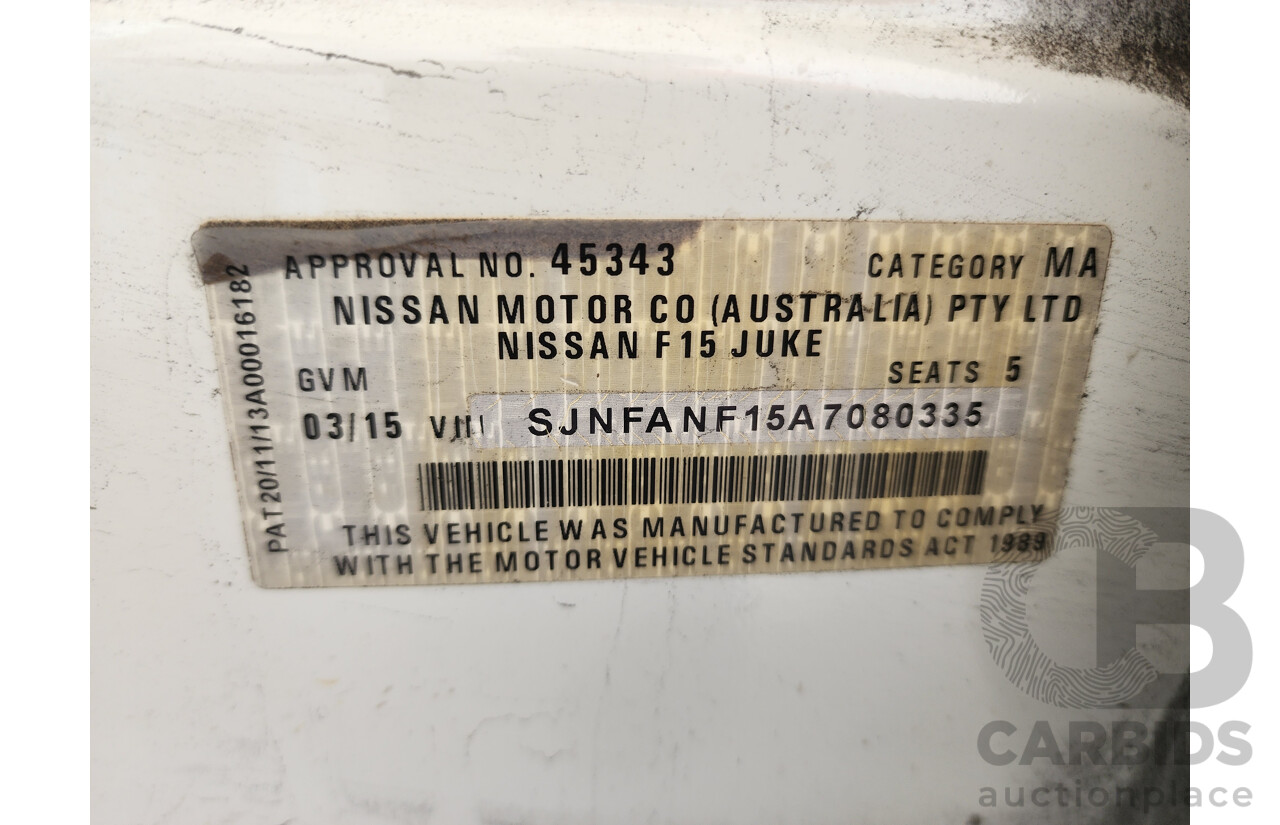 APPROVAL NO. 45343 CATEGORY MA
NISSAN MOTOR CO (AUSTRALIA) PTY LTD
NISSAN F15 JUKE
GVM SEATS 5
03/15 VIN SJNFANF15A7080335
THIS VEHICLE WAS MANUFACTURED TO COMPLY
WITH THE MOTOR VEHICLE STANDARDS ACT 1989
PAT20/11/13A00016182
CB
CARBIDS
auctionplace